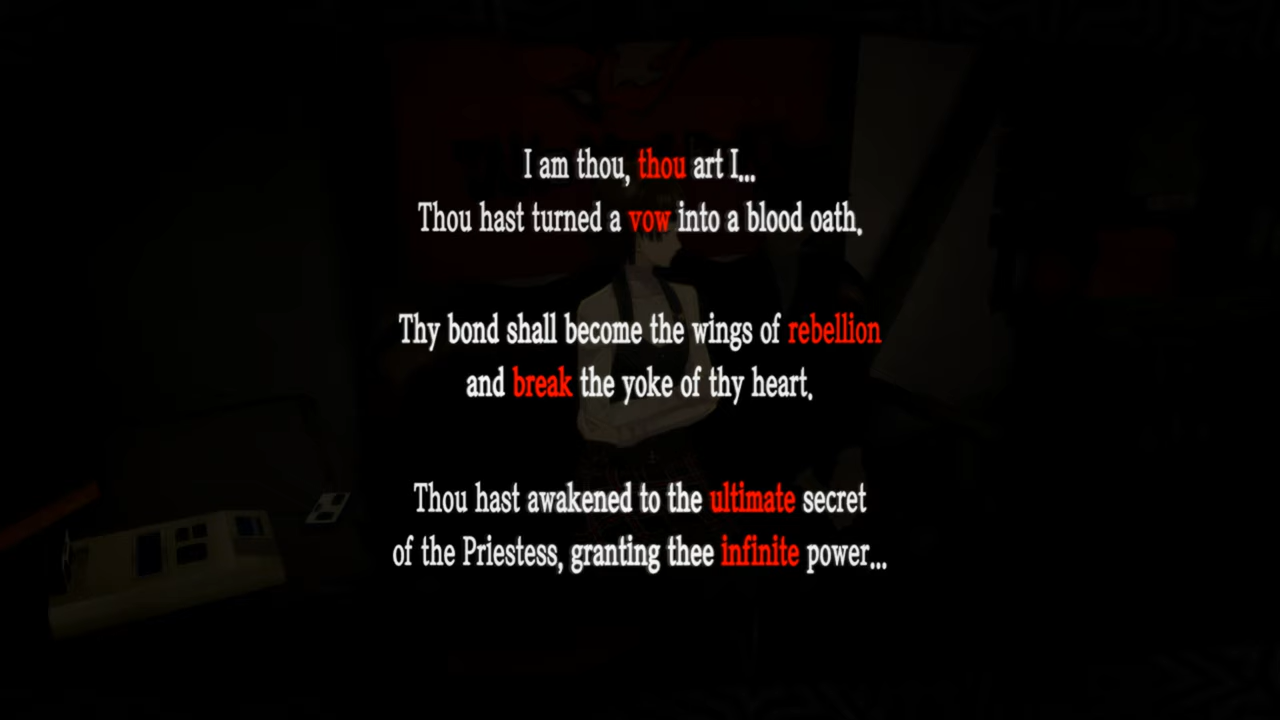 I am thou, thou art I...
Thou hast turned a vow into a blood oath.
Thy bond shall become the wings of rebellion
and break the yoke of thy heart.
Thou hast awakened to the ultimate secret
of the Priestess, granting thee infinite power...